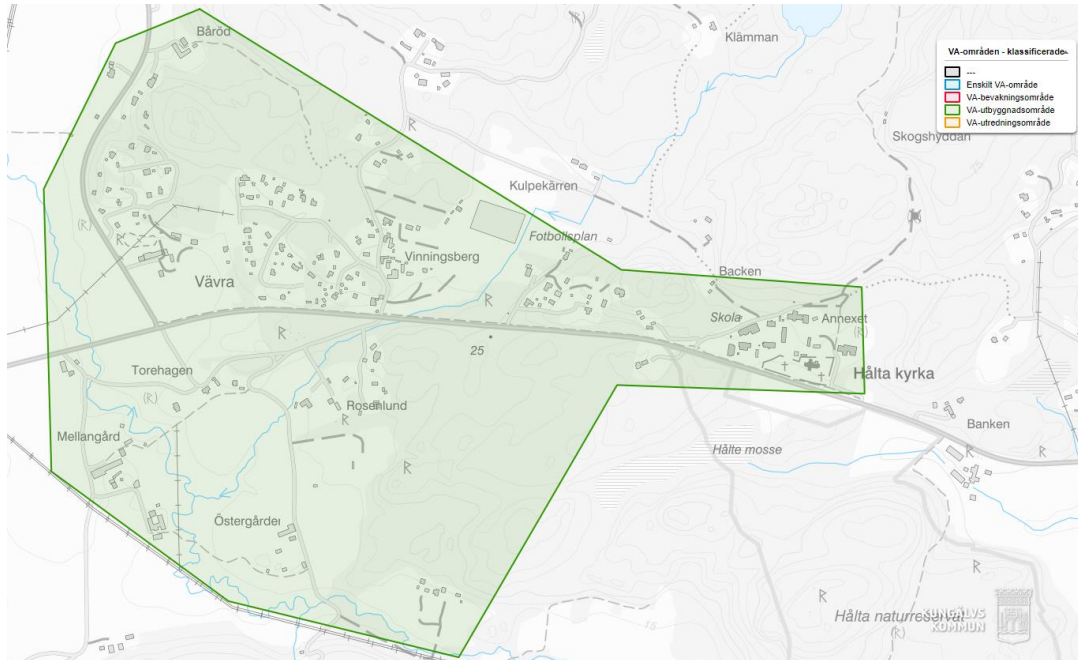 Båröd
Klämman
VA-områden - klassificerade
---
Enskilt VA-område
VA-bevakningsområde
VA-utbyggnadsområde
VA-utredningsområde
R
Skogshyddan
Kulpekärren
(R)
R
Fotbollsplan
Vinningsberg
Backen
Vävra
R
Skola
Annexet
(R)
R
25
Torehagen
Hålta kyrka
(R)
Rosenlund
R
Banken
Mellangård
R
Hålte mosse
R
R
Östergården
R
R
15
Hålta naturreservat
(R)
KUNGÄLVS
KOMMUN